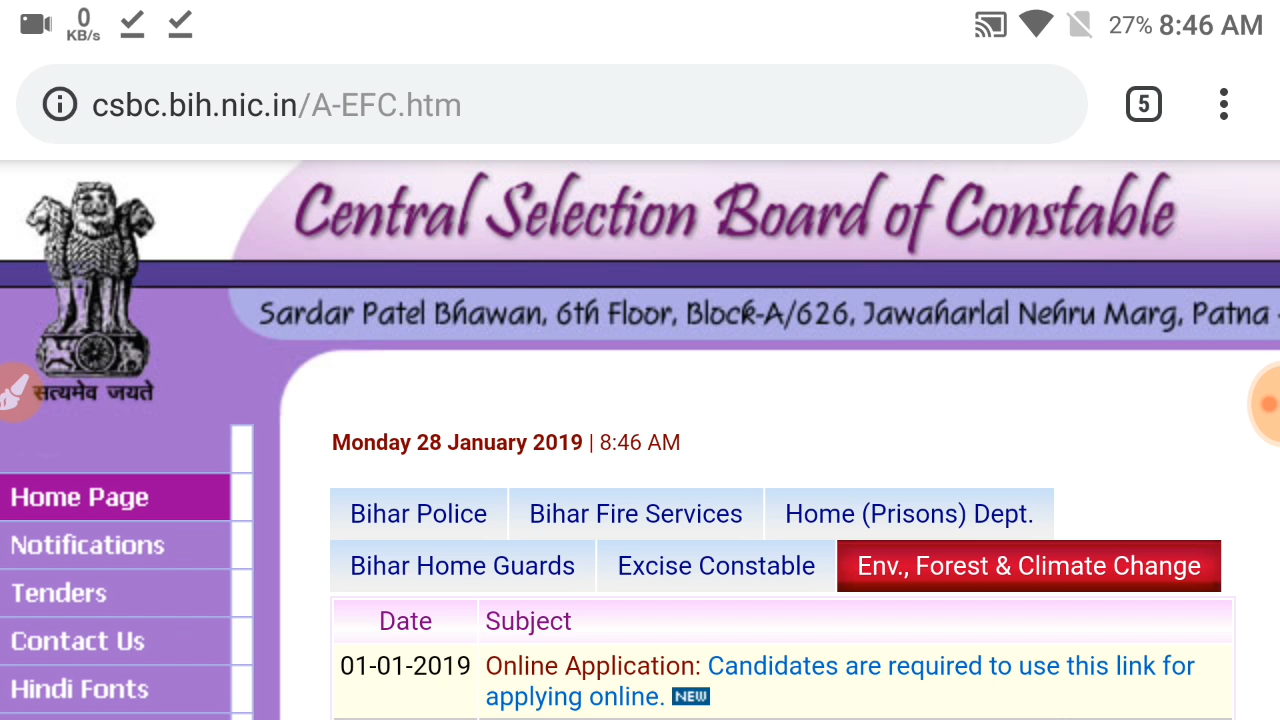 0
KB/s
27% 8:46 AM
csbc.bih.nic.in/A-EFC.htm
5
Central Selection Board of Constable
Sardar Patel Bhawan, 6th Floor, Block-A/626, Jawaharlal Nehru Marg, Patna -
सत्यमेव जयते
Monday 28 January 2019 | 8:46 AM
Home Page
Notifications
Tenders
Contact Us
Hindi Fonts
Bihar Police
Bihar Fire Services
Home (Prisons) Dept.
Bihar Home Guards
Excise Constable
Env., Forest & Climate Change
Date Subject
01-01-2019 Online Application: Candidates are required to use this link for
applying online. NEW